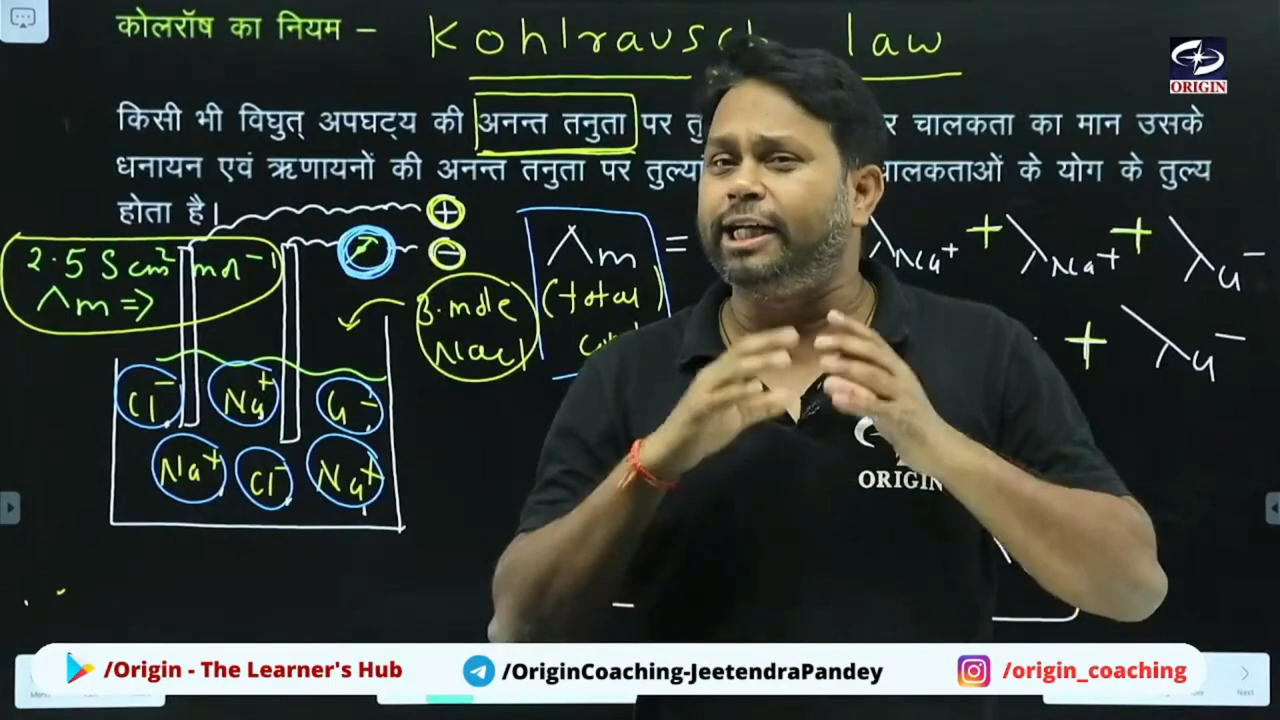 कोलरॉष का नियम – Kohlrausch law
ORIGIN
किसी भी विघुत् अपघट्य की अनन्त तनुता पर चालकता का मान उसके
धनायन एवं ऋणायनों की अनन्त तनुता पर चालकताओं के योग के तुल्य
होता है।
+
−
2.5 S cm² mol⁻¹
Λm =>
3 mole
Nacl
Λm =
(total
λNa⁺ + λNa⁺ + λCl⁻
+ λCl⁻
Cl⁻ Na⁺ Cl⁻
Na⁺ Cl⁻ Na⁺
ORIGIN
/Origin - The Learner's Hub
/OriginCoaching-JeetendraPandey
/origin_coaching
Next